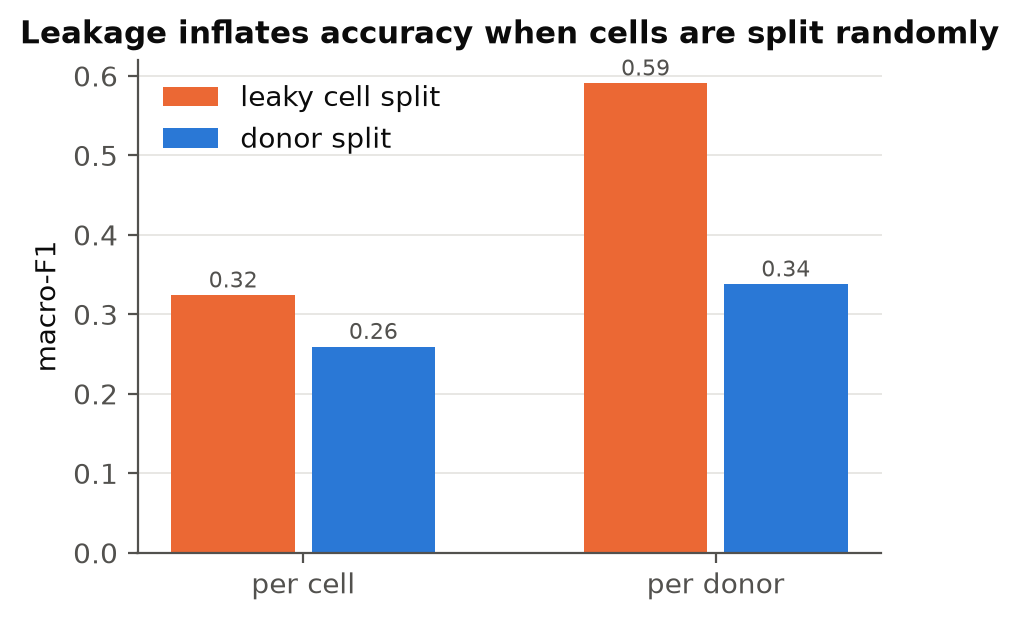 Leakage inflates accuracy when cells are split randomly
leaky cell split
donor split
macro-F1
0.6
0.5
0.4
0.3
0.2
0.1
0.0
0.32
0.26
0.59
0.34
per cell
per donor